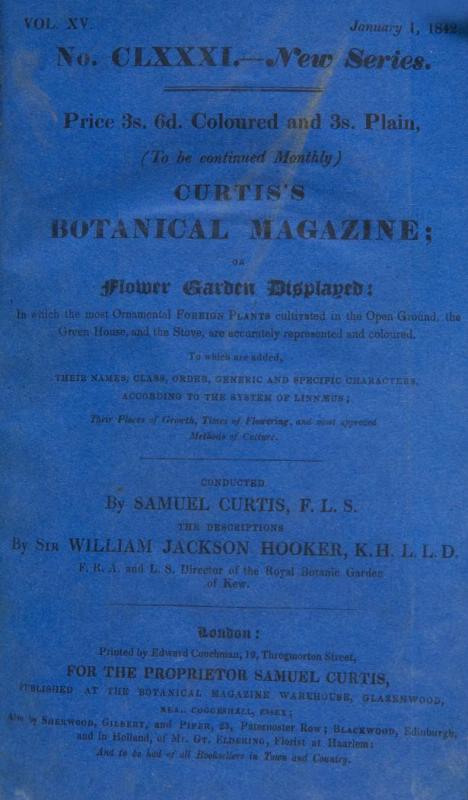 VOL. XV. January 1, 1842.
No. CLXXXI.—New Series.
Price 3s. 6d. Coloured and 3s. Plain,
(To be continued Monthly)
CURTIS'S
BOTANICAL MAGAZINE;
OR
Flower Garden Displayed:
In which the most Ornamental FOREIGN PLANTS cultivated in the Open Ground, the
Green House, and the Stove, are accurately represented and coloured.
To which are added,
THEIR NAMES, CLASS, ORDER, GENERIC AND SPECIFIC CHARACTERS,
ACCORDING TO THE SYSTEM OF LINNÆUS;
Their Places of Growth, Times of Flowering, and most approved
Methods of Culture.
CONDUCTED
By SAMUEL CURTIS, F. L. S.
THE DESCRIPTIONS
By SIR WILLIAM JACKSON HOOKER, K.H. L.L.D.
F. R. A. and L. S. Director of the Royal Botanic Garden
of Kew.
London:
Printed by Edward Couchman, 10, Throgmorton Street,
FOR THE PROPRIETOR SAMUEL CURTIS,
PUBLISHED AT THE BOTANICAL MAGAZINE WAREHOUSE, GLAZENWOOD,
NEAR COGGESHALL, ESSEX;
Also by SHERWOOD, GILBERT, and PIPER, 23, Paternoster Row; BLACKWOOD, Edinburgh;
and in Holland, of Mr. GT. ELDERING, Florist at Haarlem:
And to be had of all Booksellers in Town and Country.